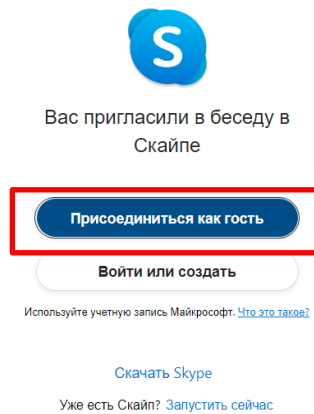 S
Вас пригласили в беседу в
Скайпе
Присоединиться как гость
Войти или создать
Используйте учетную запись Майкрософт. Что это такое?
Скачать Skype
Уже есть Скайп? Запустить сейчас